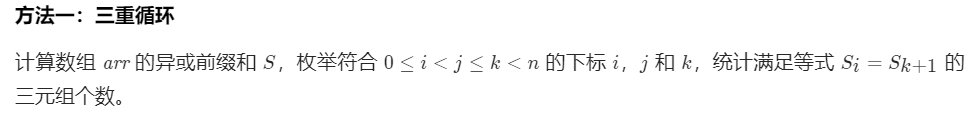 方法一：三重循环
计算数组 arr 的异或前缀和 S，枚举符合 0 ≤ i < j ≤ k < n 的下标 i，j 和 k，统计满足等式 Si = Sk+1 的
三元组个数。